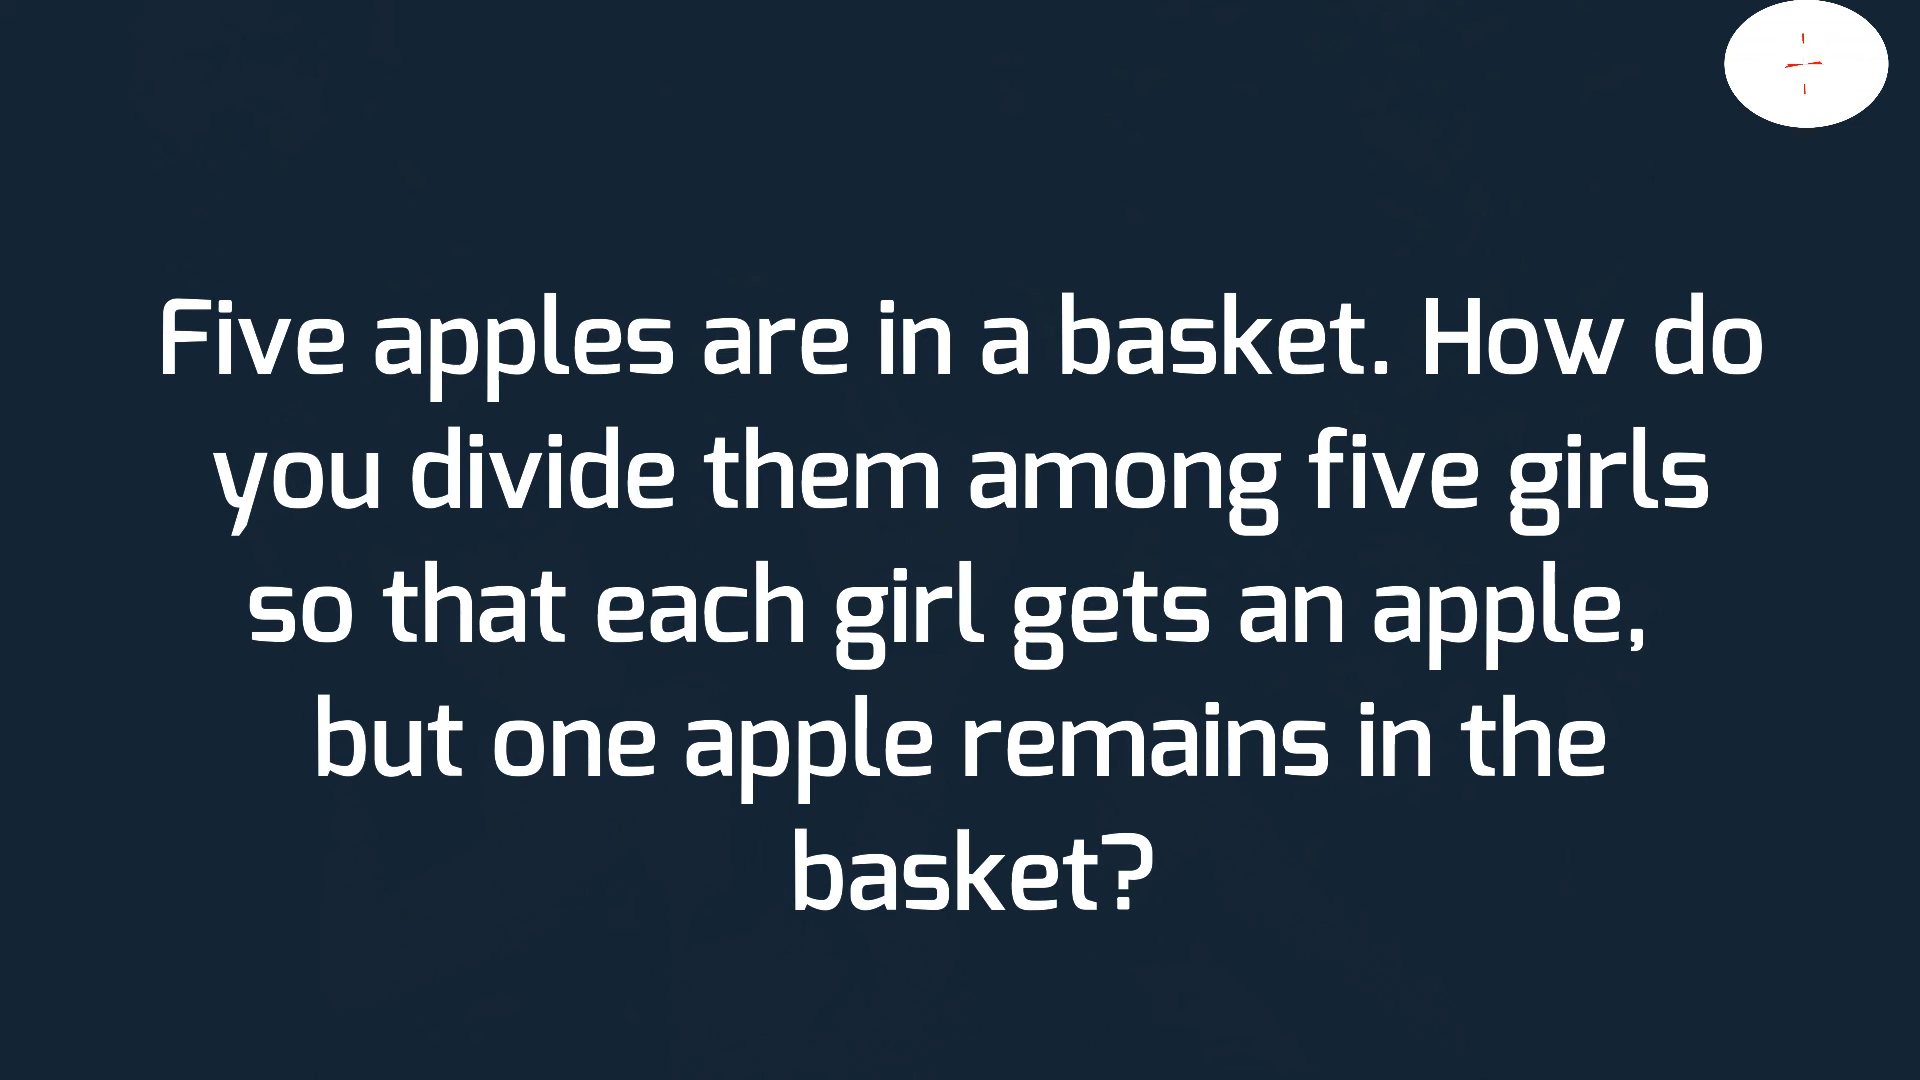 Five apples are in a basket. How do
you divide them among five girls
so that each girl gets an apple,
but one apple remains in the
basket?